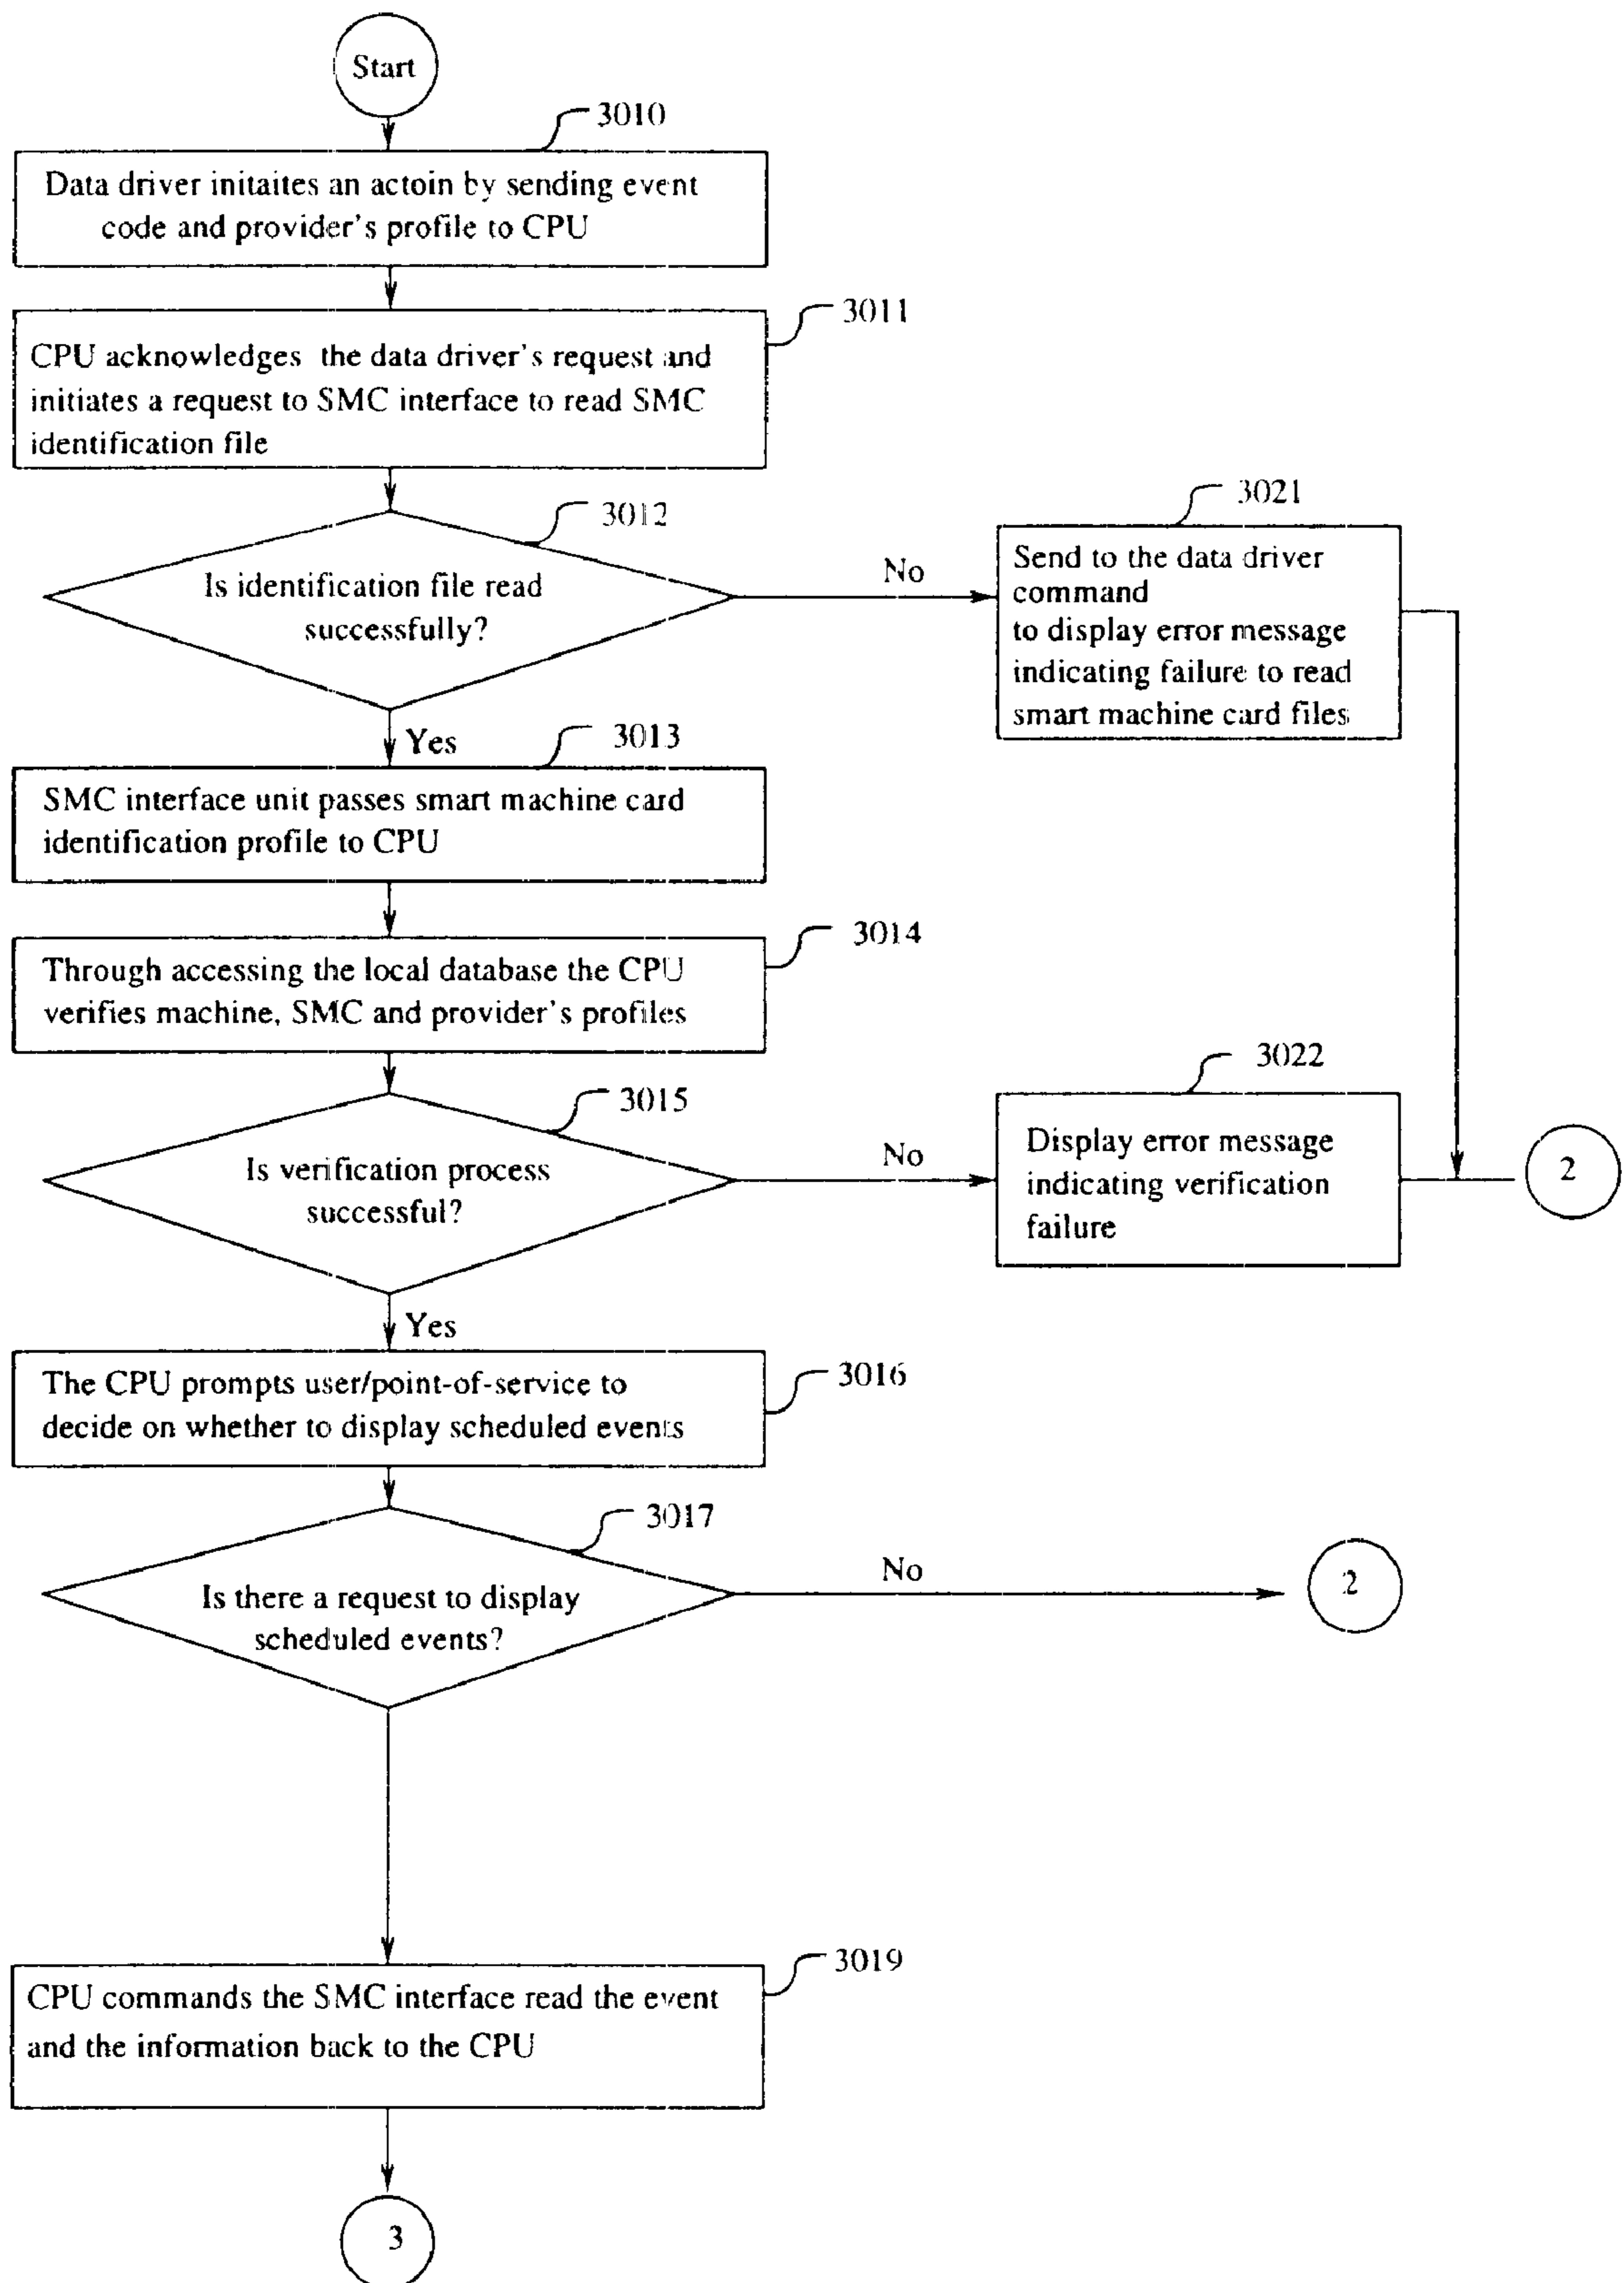 Start
3010
Data driver initaites an actoin by sending event
code and provider's profile to CPU
3011
CPU acknowledges the data driver's request and
initiates a request to SMC interface to read SMC
identification file
3012
Is identification file read
successfully?
No
3021
Send to the data driver
command
to display error message
indicating failure to read
smart machine card files
Yes
3013
SMC interface unit passes smart machine card
identification profile to CPU
3014
Through accessing the local database the CPU
verifies machine, SMC and provider's profiles
3015
Is verification process
successful?
No
3022
Display error message
indicating verification
failure
2
Yes
3016
The CPU prompts user/point-of-service to
decide on whether to display scheduled events
3017
Is there a request to display
scheduled events?
No
2
3019
CPU commands the SMC interface read the event
and the information back to the CPU
3